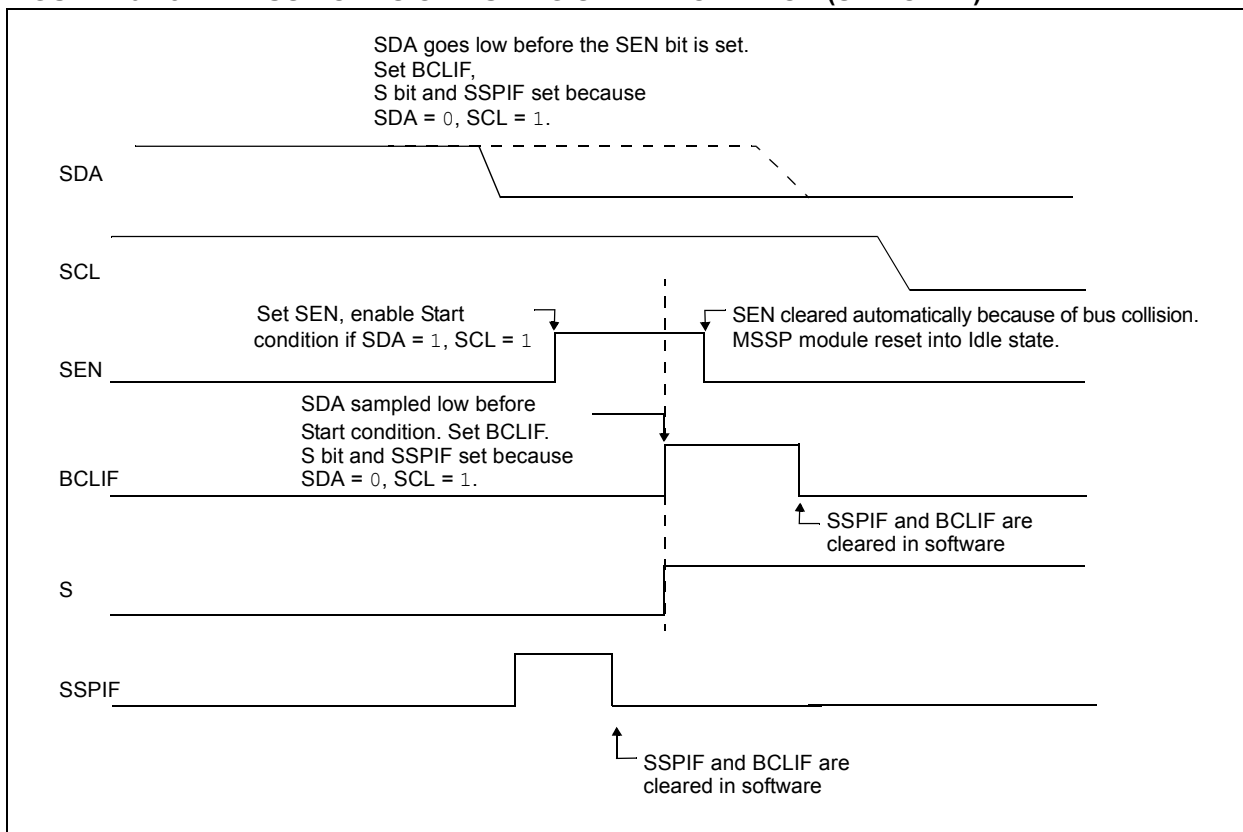 SDA goes low before the SEN bit is set.
Set BCLIF,
S bit and SSPIF set because
SDA = 0, SCL = 1.
SDA
SCL
Set SEN, enable Start
condition if SDA = 1, SCL = 1
SEN cleared automatically because of bus collision.
MSSP module reset into Idle state.
SEN
SDA sampled low before
Start condition. Set BCLIF.
S bit and SSPIF set because
SDA = 0, SCL = 1.
BCLIF
SSPIF and BCLIF are
cleared in software
S
SSPIF
SSPIF and BCLIF are
cleared in software